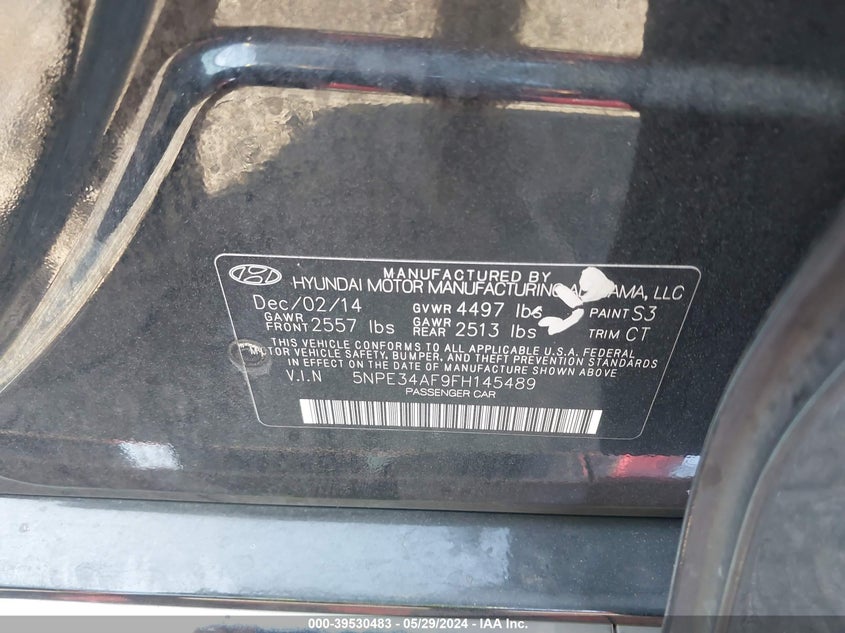 MANUFACTURED BY
HYUNDAI MOTOR MANUFACTURING AMA, LLC
Dec/02/14 GVWR 4497 lbs PAINT S3
GAWR FRONT 2557 lbs GAWR REAR 2513 lbs TRIM CT
THIS VEHICLE CONFORMS TO ALL APPLICABLE U.S.A. FEDERAL
MOTOR VEHICLE SAFETY, BUMPER, AND THEFT PREVENTION STANDARDS
IN EFFECT ON THE DATE OF MANUFACTURE SHOWN ABOVE
V.I.N 5NPE34AF9FH145489
PASSENGER CAR
000-39530483 - 05/29/2024 - IAA Inc.